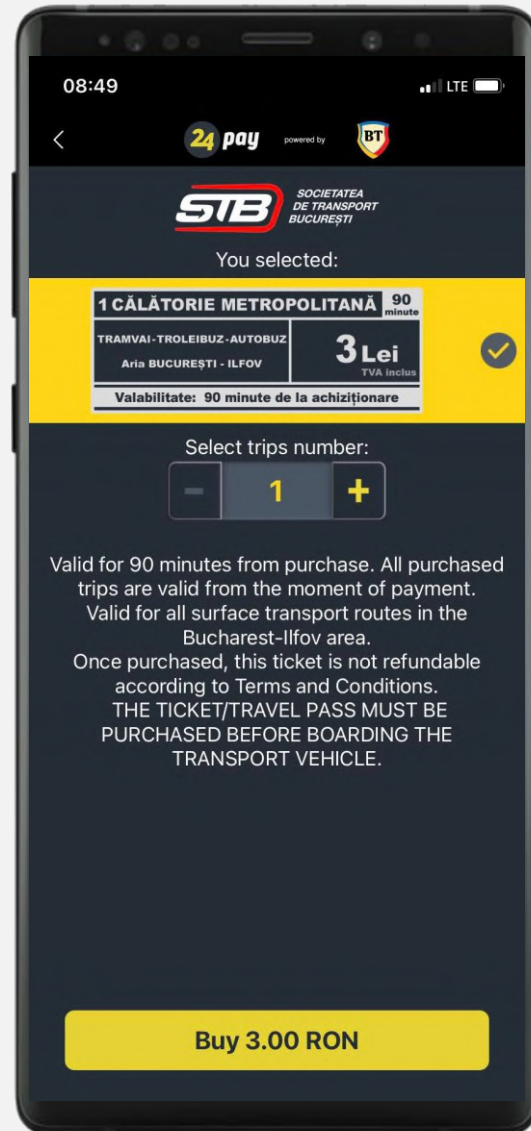 08:49
LTE
24 pay powered by BT
STB SOCIETATEA
DE TRANSPORT
BUCUREȘTI
You selected:
1 CĂLĂTORIE METROPOLITANĂ 90 minute
TRAMVAI-TROLEIBUZ-AUTOBUZ
Aria BUCUREȘTI - ILFOV
3 Lei
TVA inclus
Valabilitate: 90 minute de la achiziționare
Select trips number:
− 1 +
Valid for 90 minutes from purchase. All purchased
trips are valid from the moment of payment.
Valid for all surface transport routes in the
Bucharest-Ilfov area.
Once purchased, this ticket is not refundable
according to Terms and Conditions.
THE TICKET/TRAVEL PASS MUST BE
PURCHASED BEFORE BOARDING THE
TRANSPORT VEHICLE.
Buy 3.00 RON